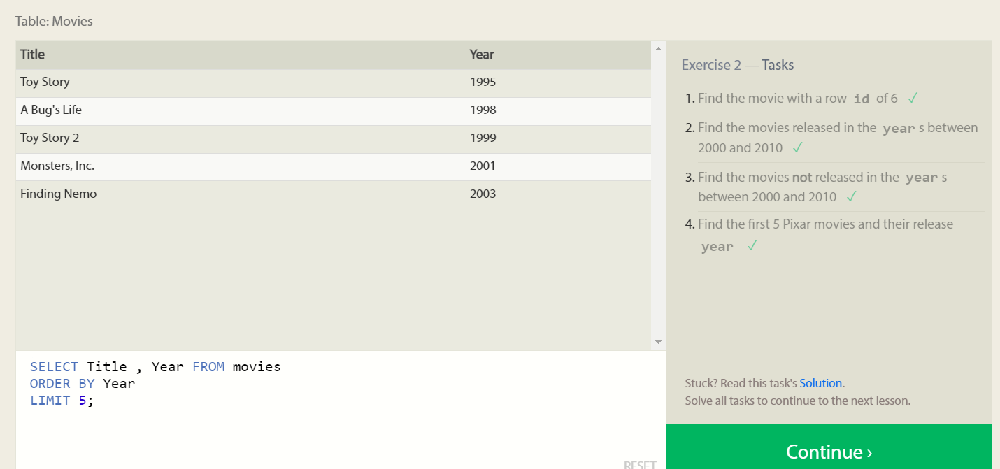 Table: Movies
Title Year
Toy Story 1995
A Bug's Life 1998
Toy Story 2 1999
Monsters, Inc. 2001
Finding Nemo 2003
SELECT Title , Year FROM movies
ORDER BY Year
LIMIT 5;
RESET
Exercise 2 — Tasks
1. Find the movie with a row id of 6 ✓
2. Find the movies released in the year s between
2000 and 2010 ✓
3. Find the movies not released in the year s
between 2000 and 2010 ✓
4. Find the first 5 Pixar movies and their release
year ✓
Stuck? Read this task's Solution.
Solve all tasks to continue to the next lesson.
Continue ›